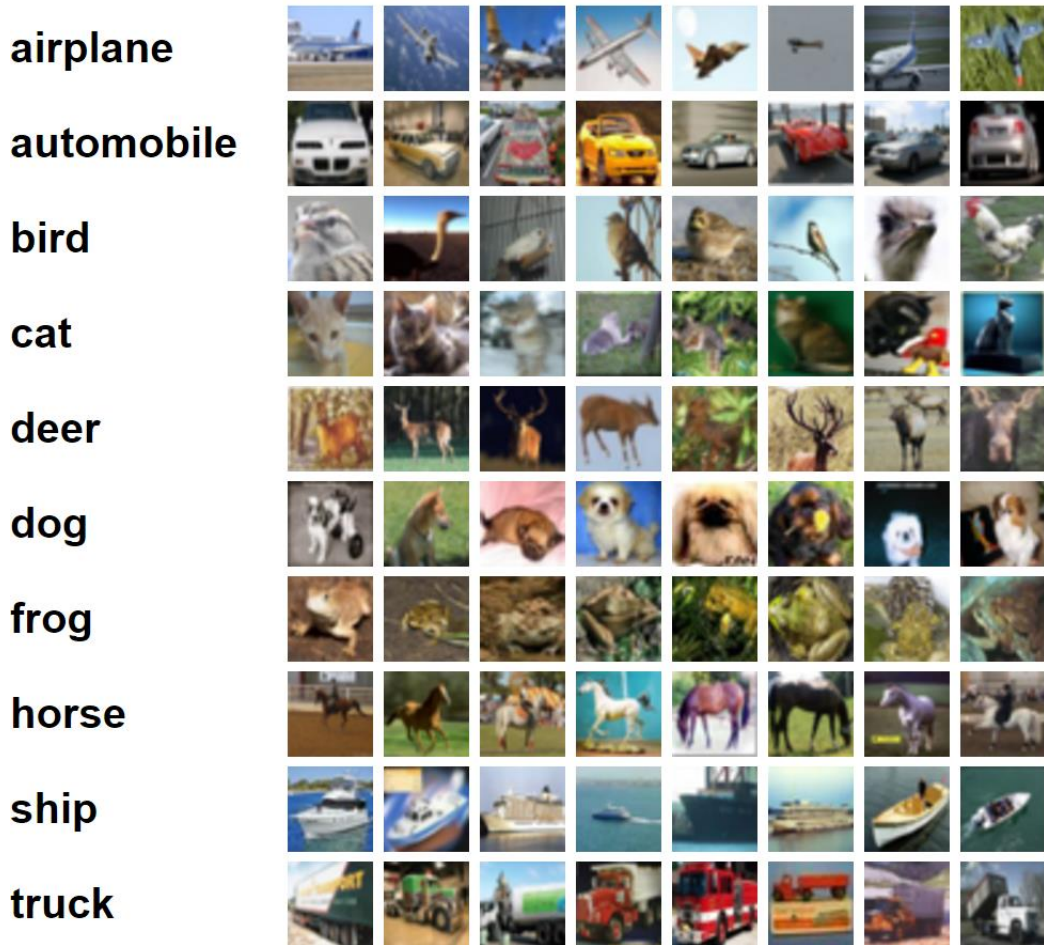 airplane
automobile
bird
cat
deer
dog
frog
horse
ship
truck